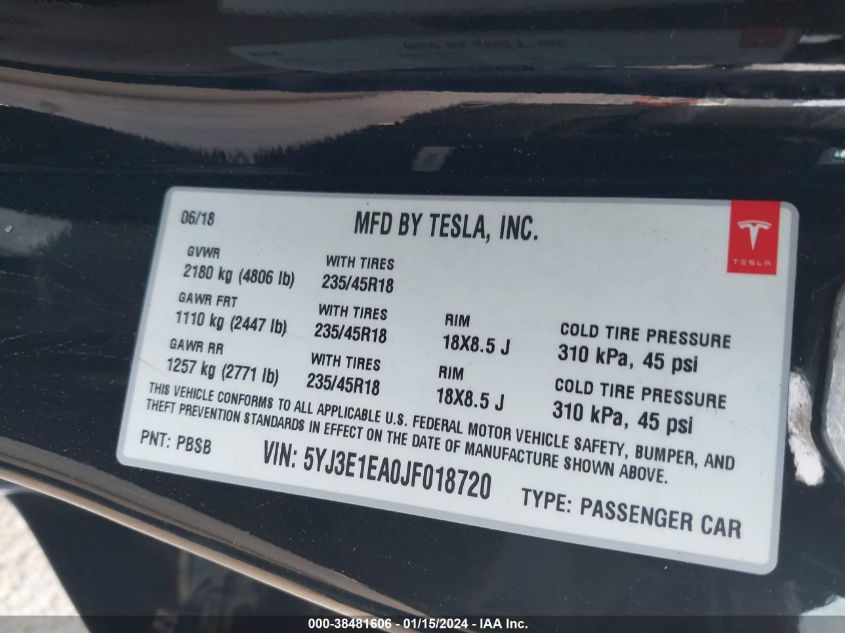 06/18
MFD BY TESLA, INC.
TESLA
GVWR
2180 kg (4806 lb)
WITH TIRES
235/45R18
GAWR FRT
1110 kg (2447 lb)
WITH TIRES
235/45R18
RIM
18X8.5 J
COLD TIRE PRESSURE
310 kPa, 45 psi
GAWR RR
1257 kg (2771 lb)
WITH TIRES
235/45R18
RIM
18X8.5 J
COLD TIRE PRESSURE
310 kPa, 45 psi
THIS VEHICLE CONFORMS TO ALL APPLICABLE U.S. FEDERAL MOTOR VEHICLE SAFETY, BUMPER, AND
THEFT PREVENTION STANDARDS IN EFFECT ON THE DATE OF MANUFACTURE SHOWN ABOVE.
PNT: PBSB
VIN: 5YJ3E1EA0JF018720
TYPE: PASSENGER CAR
000-38481606 - 01/15/2024 - IAA Inc.